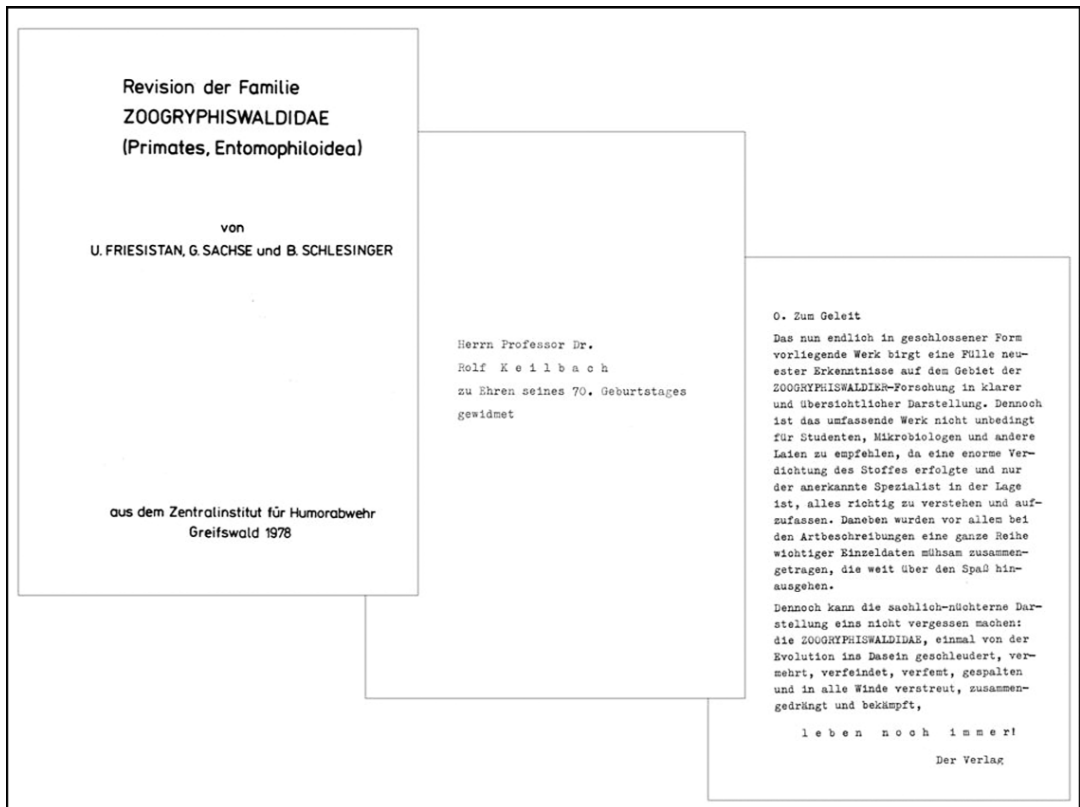 Revision der Familie
ZOOGRYPHISWALDIDAE
(Primates, Entomophiloidea)
von
U. FRIESISTAN, G. SACHSE und B. SCHLESINGER
aus dem Zentralinstitut für Humorabwehr
Greifswald 1978
Herrn Professor Dr.
Rolf K e i l b a c h
zu Ehren seines 70. Geburtstages
gewidmet
0. Zum Geleit
Das nun endlich in geschlossener Form
vorliegende Werk birgt eine Fülle neu-
ester Erkenntnisse auf dem Gebiet der
ZOOGRYPHISWALDIER-Forschung in klarer
und übersichtlicher Darstellung. Dennoch
ist das umfassende Werk nicht unbedingt
für Studenten, Mikrobiologen und andere
Laien zu empfehlen, da eine enorme Ver-
dichtung des Stoffes erfolgte und nur
der anerkannte Spezialist in der Lage
ist, alles richtig zu verstehen und auf-
zufassen. Daneben wurden vor allem bei
den Artbeschreibungen eine ganze Reihe
wichtiger Einzeldaten mühsam zusammen-
getragen, die weit über den Spaß hin-
ausgehen.
Dennoch kann die sachlich-nüchterne Dar-
stellung eins nicht vergessen machen:
die ZOOGRYPHISWALDIDAE, einmal von der
Evolution ins Dasein geschleudert, ver-
mehrt, verfeindet, verfemt, gespalten
und in alle Winde verstreut, zusammen-
gedrängt und bekämpft,
l e b e n n o c h i m m e r!
Der Verlag